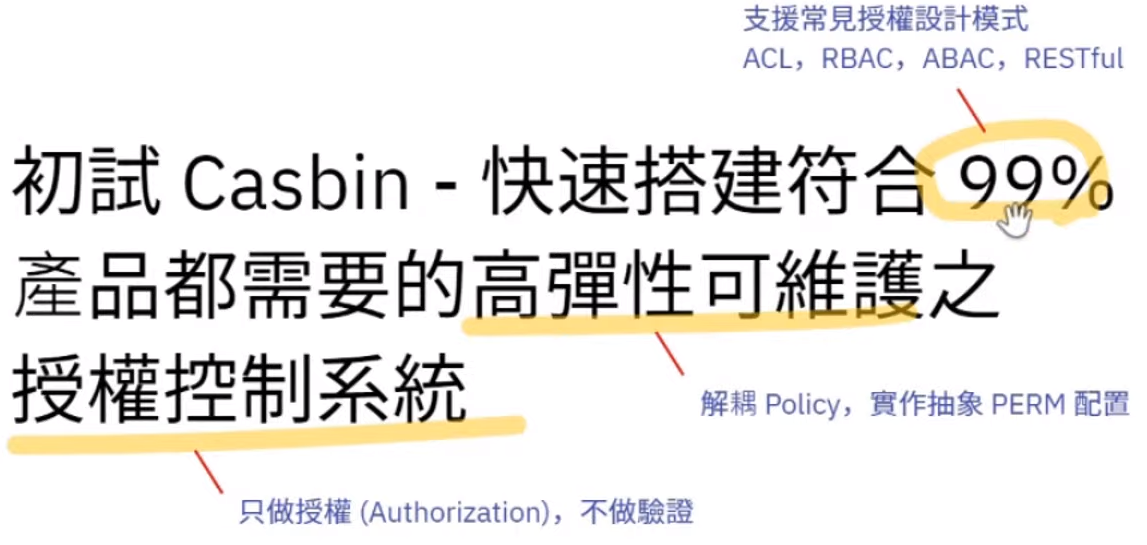 支援常見授權設計模式
ACL，RBAC，ABAC，RESTful
初試 Casbin - 快速搭建符合 99%
產品都需要的高彈性可維護之
授權控制系統
解耦 Policy，實作抽象 PERM 配置
只做授權 (Authorization)，不做驗證